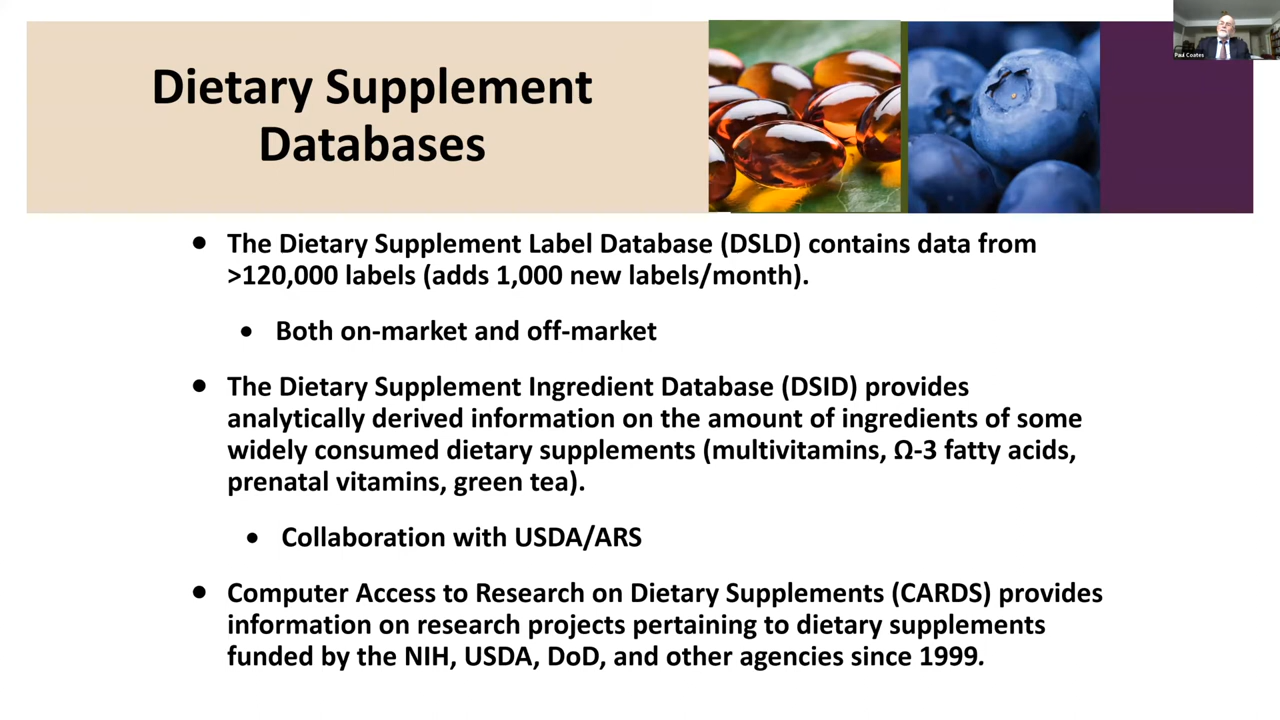 Dietary Supplement
Databases
Paul Coates
• The Dietary Supplement Label Database (DSLD) contains data from
>120,000 labels (adds 1,000 new labels/month).
• Both on-market and off-market
• The Dietary Supplement Ingredient Database (DSID) provides
analytically derived information on the amount of ingredients of some
widely consumed dietary supplements (multivitamins, Ω-3 fatty acids,
prenatal vitamins, green tea).
• Collaboration with USDA/ARS
• Computer Access to Research on Dietary Supplements (CARDS) provides
information on research projects pertaining to dietary supplements
funded by the NIH, USDA, DoD, and other agencies since 1999.